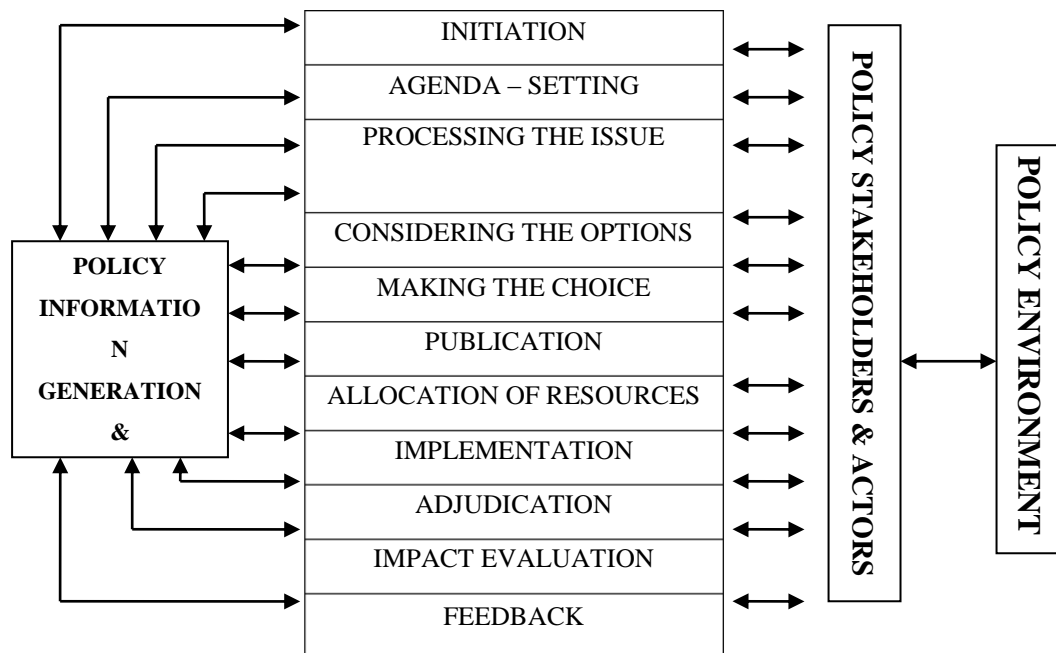 INITIATION
AGENDA – SETTING
PROCESSING THE ISSUE
CONSIDERING THE OPTIONS
MAKING THE CHOICE
PUBLICATION
ALLOCATION OF RESOURCES
IMPLEMENTATION
ADJUDICATION
IMPACT EVALUATION
FEEDBACK
POLICY
INFORMATIO
N
GENERATION
&
POLICY STAKEHOLDERS & ACTORS
POLICY ENVIRONMENT